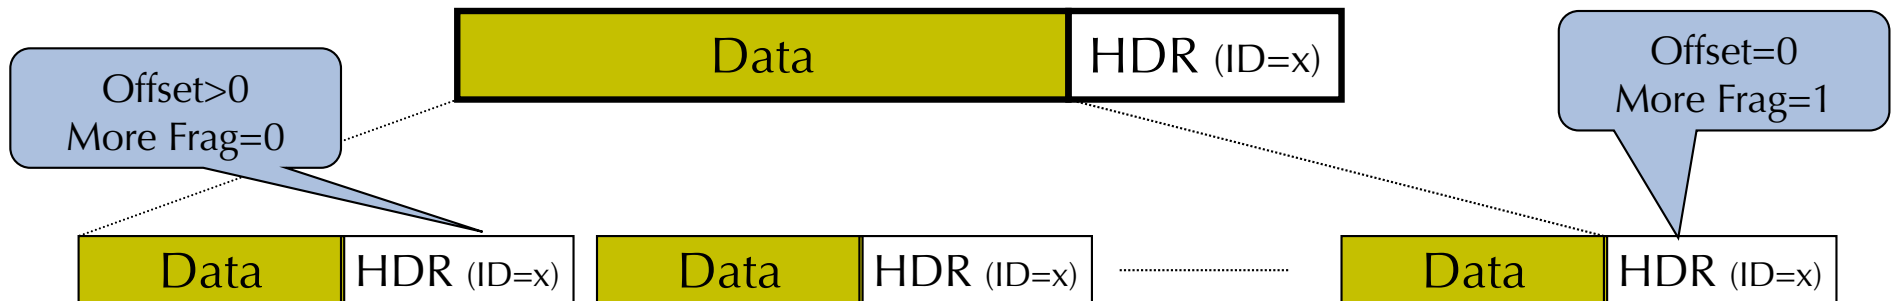 Data HDR (ID=x)
Offset>0
More Frag=0
Offset=0
More Frag=1
Data HDR (ID=x) Data HDR (ID=x) Data HDR (ID=x)